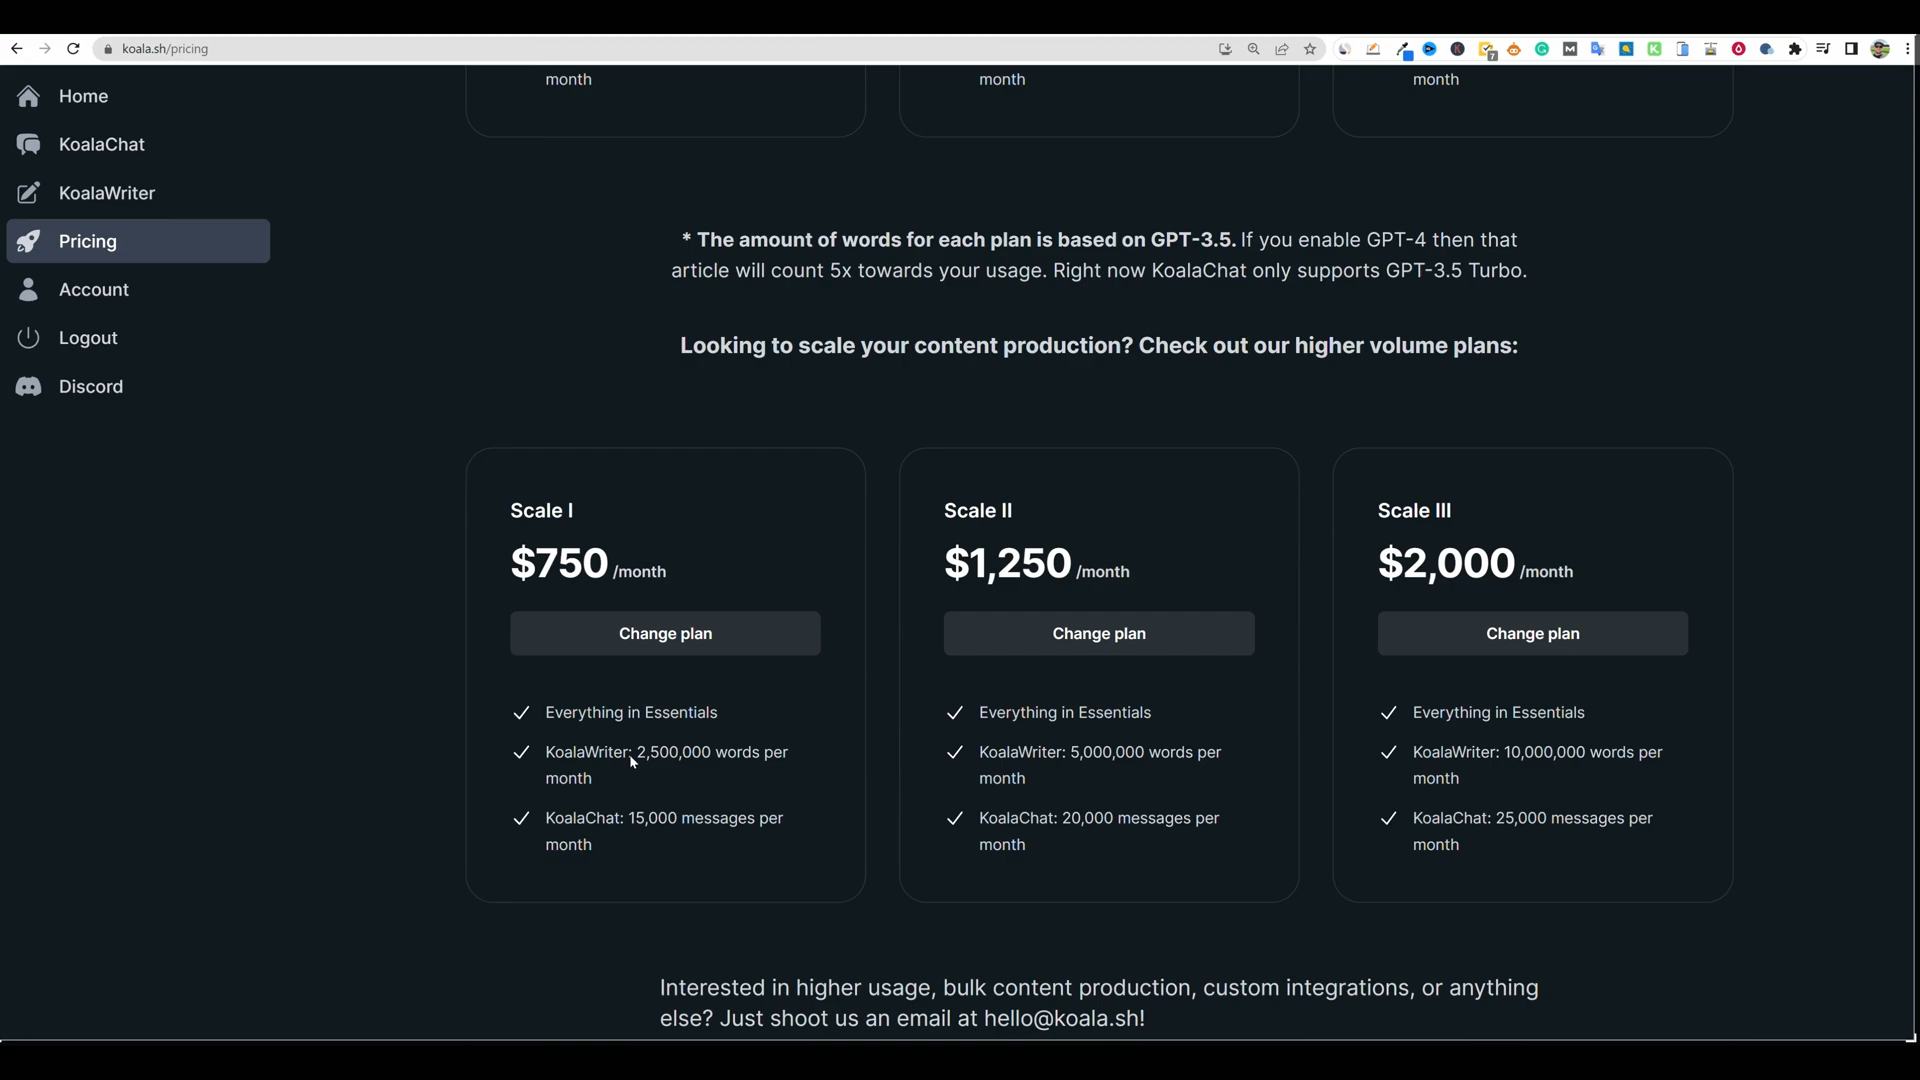 koala.sh/pricing
7
Home
KoalaChat
KoalaWriter
Pricing
Account
Logout
Discord
month
month
month
* The amount of words for each plan is based on GPT-3.5. If you enable GPT-4 then that
article will count 5x towards your usage. Right now KoalaChat only supports GPT-3.5 Turbo.
Looking to scale your content production? Check out our higher volume plans:
Scale I
$750 /month
Change plan
Everything in Essentials
KoalaWriter: 2,500,000 words per
month
KoalaChat: 15,000 messages per
month
Scale II
$1,250 /month
Change plan
Everything in Essentials
KoalaWriter: 5,000,000 words per
month
KoalaChat: 20,000 messages per
month
Scale III
$2,000 /month
Change plan
Everything in Essentials
KoalaWriter: 10,000,000 words per
month
KoalaChat: 25,000 messages per
month
Interested in higher usage, bulk content production, custom integrations, or anything
else? Just shoot us an email at hello@koala.sh!